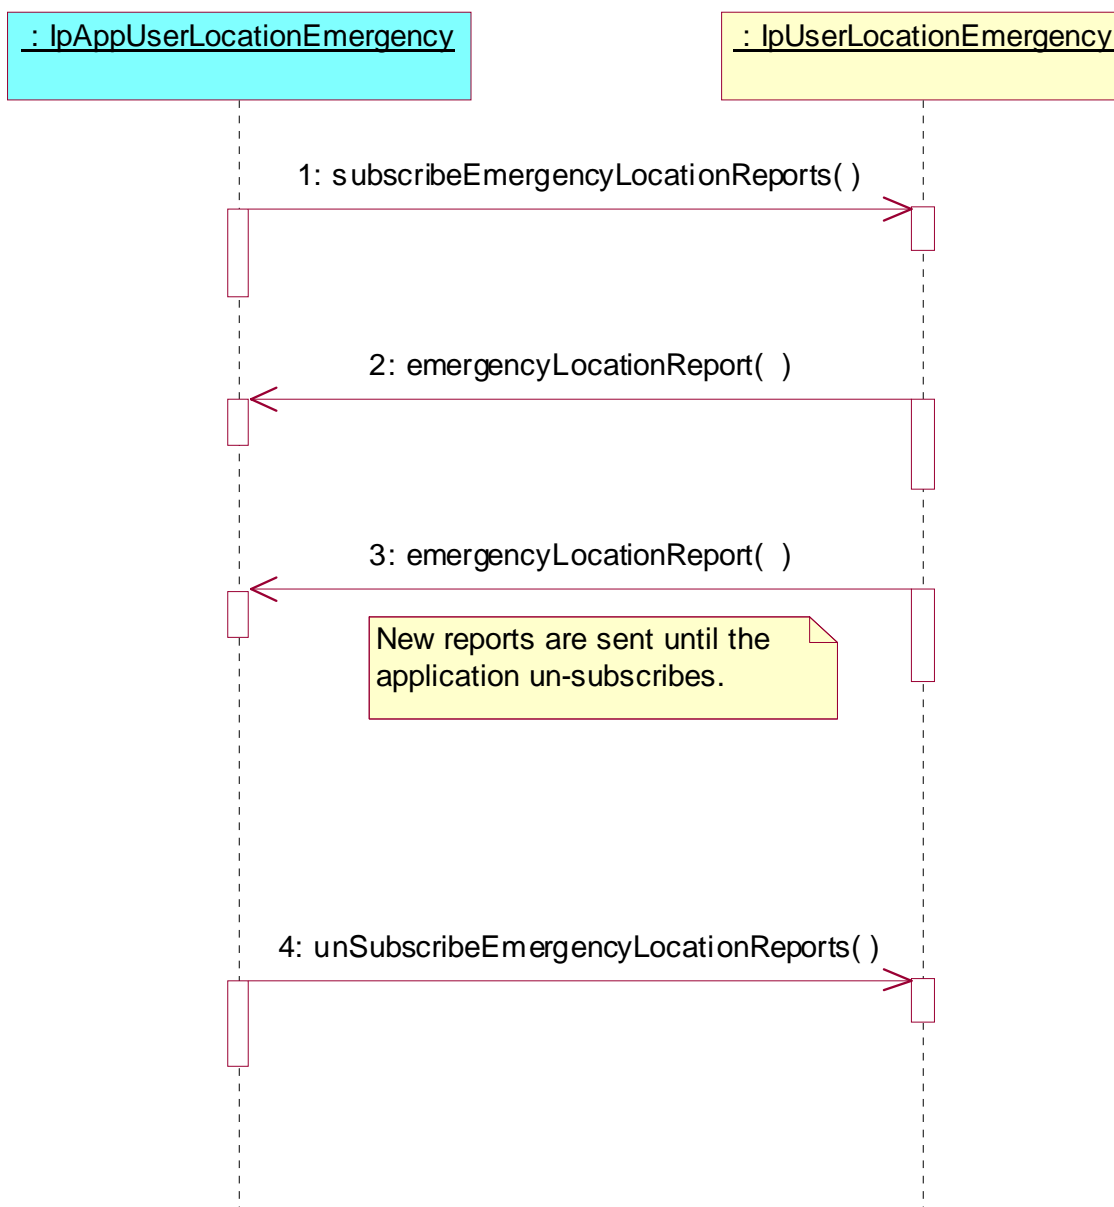 : IpAppUserLocationEmergency
: IpUserLocationEmergency
1: subscribeEmergencyLocationReports( )
2: emergencyLocationReport( )
3: emergencyLocationReport( )
New reports are sent until the
application un-subscribes.
4: unSubscribeEmergencyLocationReports( )